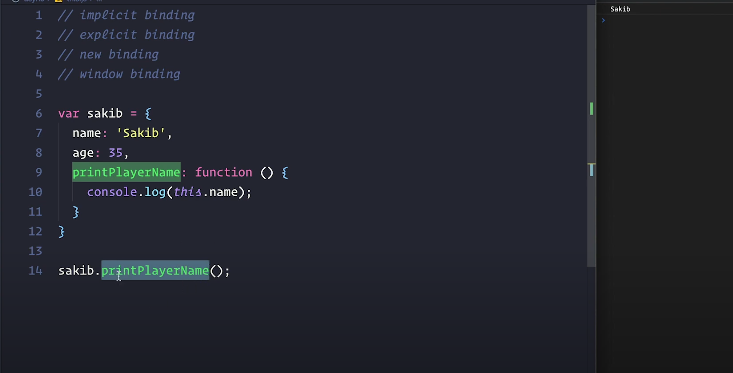 1 // implicit binding
2 // explicit binding
3 // new binding
4 // window binding
5
6 var sakib = {
7 name: 'Sakib',
8 age: 35,
9 printPlayerName: function () {
10 console.log(this.name);
11 }
12 }
13
14 sakib.printPlayerName();
Sakib
>